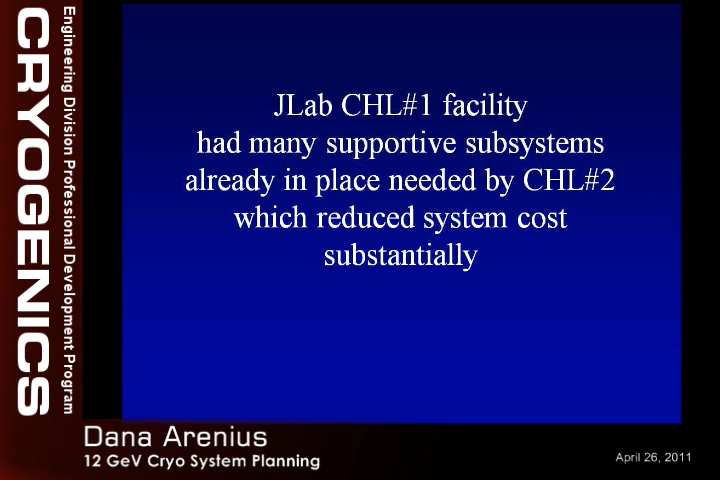 CRYOGENICS
Engineering Division Professional Development Program
JLab CHL#1 facility
had many supportive subsystems
already in place needed by CHL#2
which reduced system cost
substantially
Dana Arenius
12 GeV Cryo System Planning
April 26, 2011